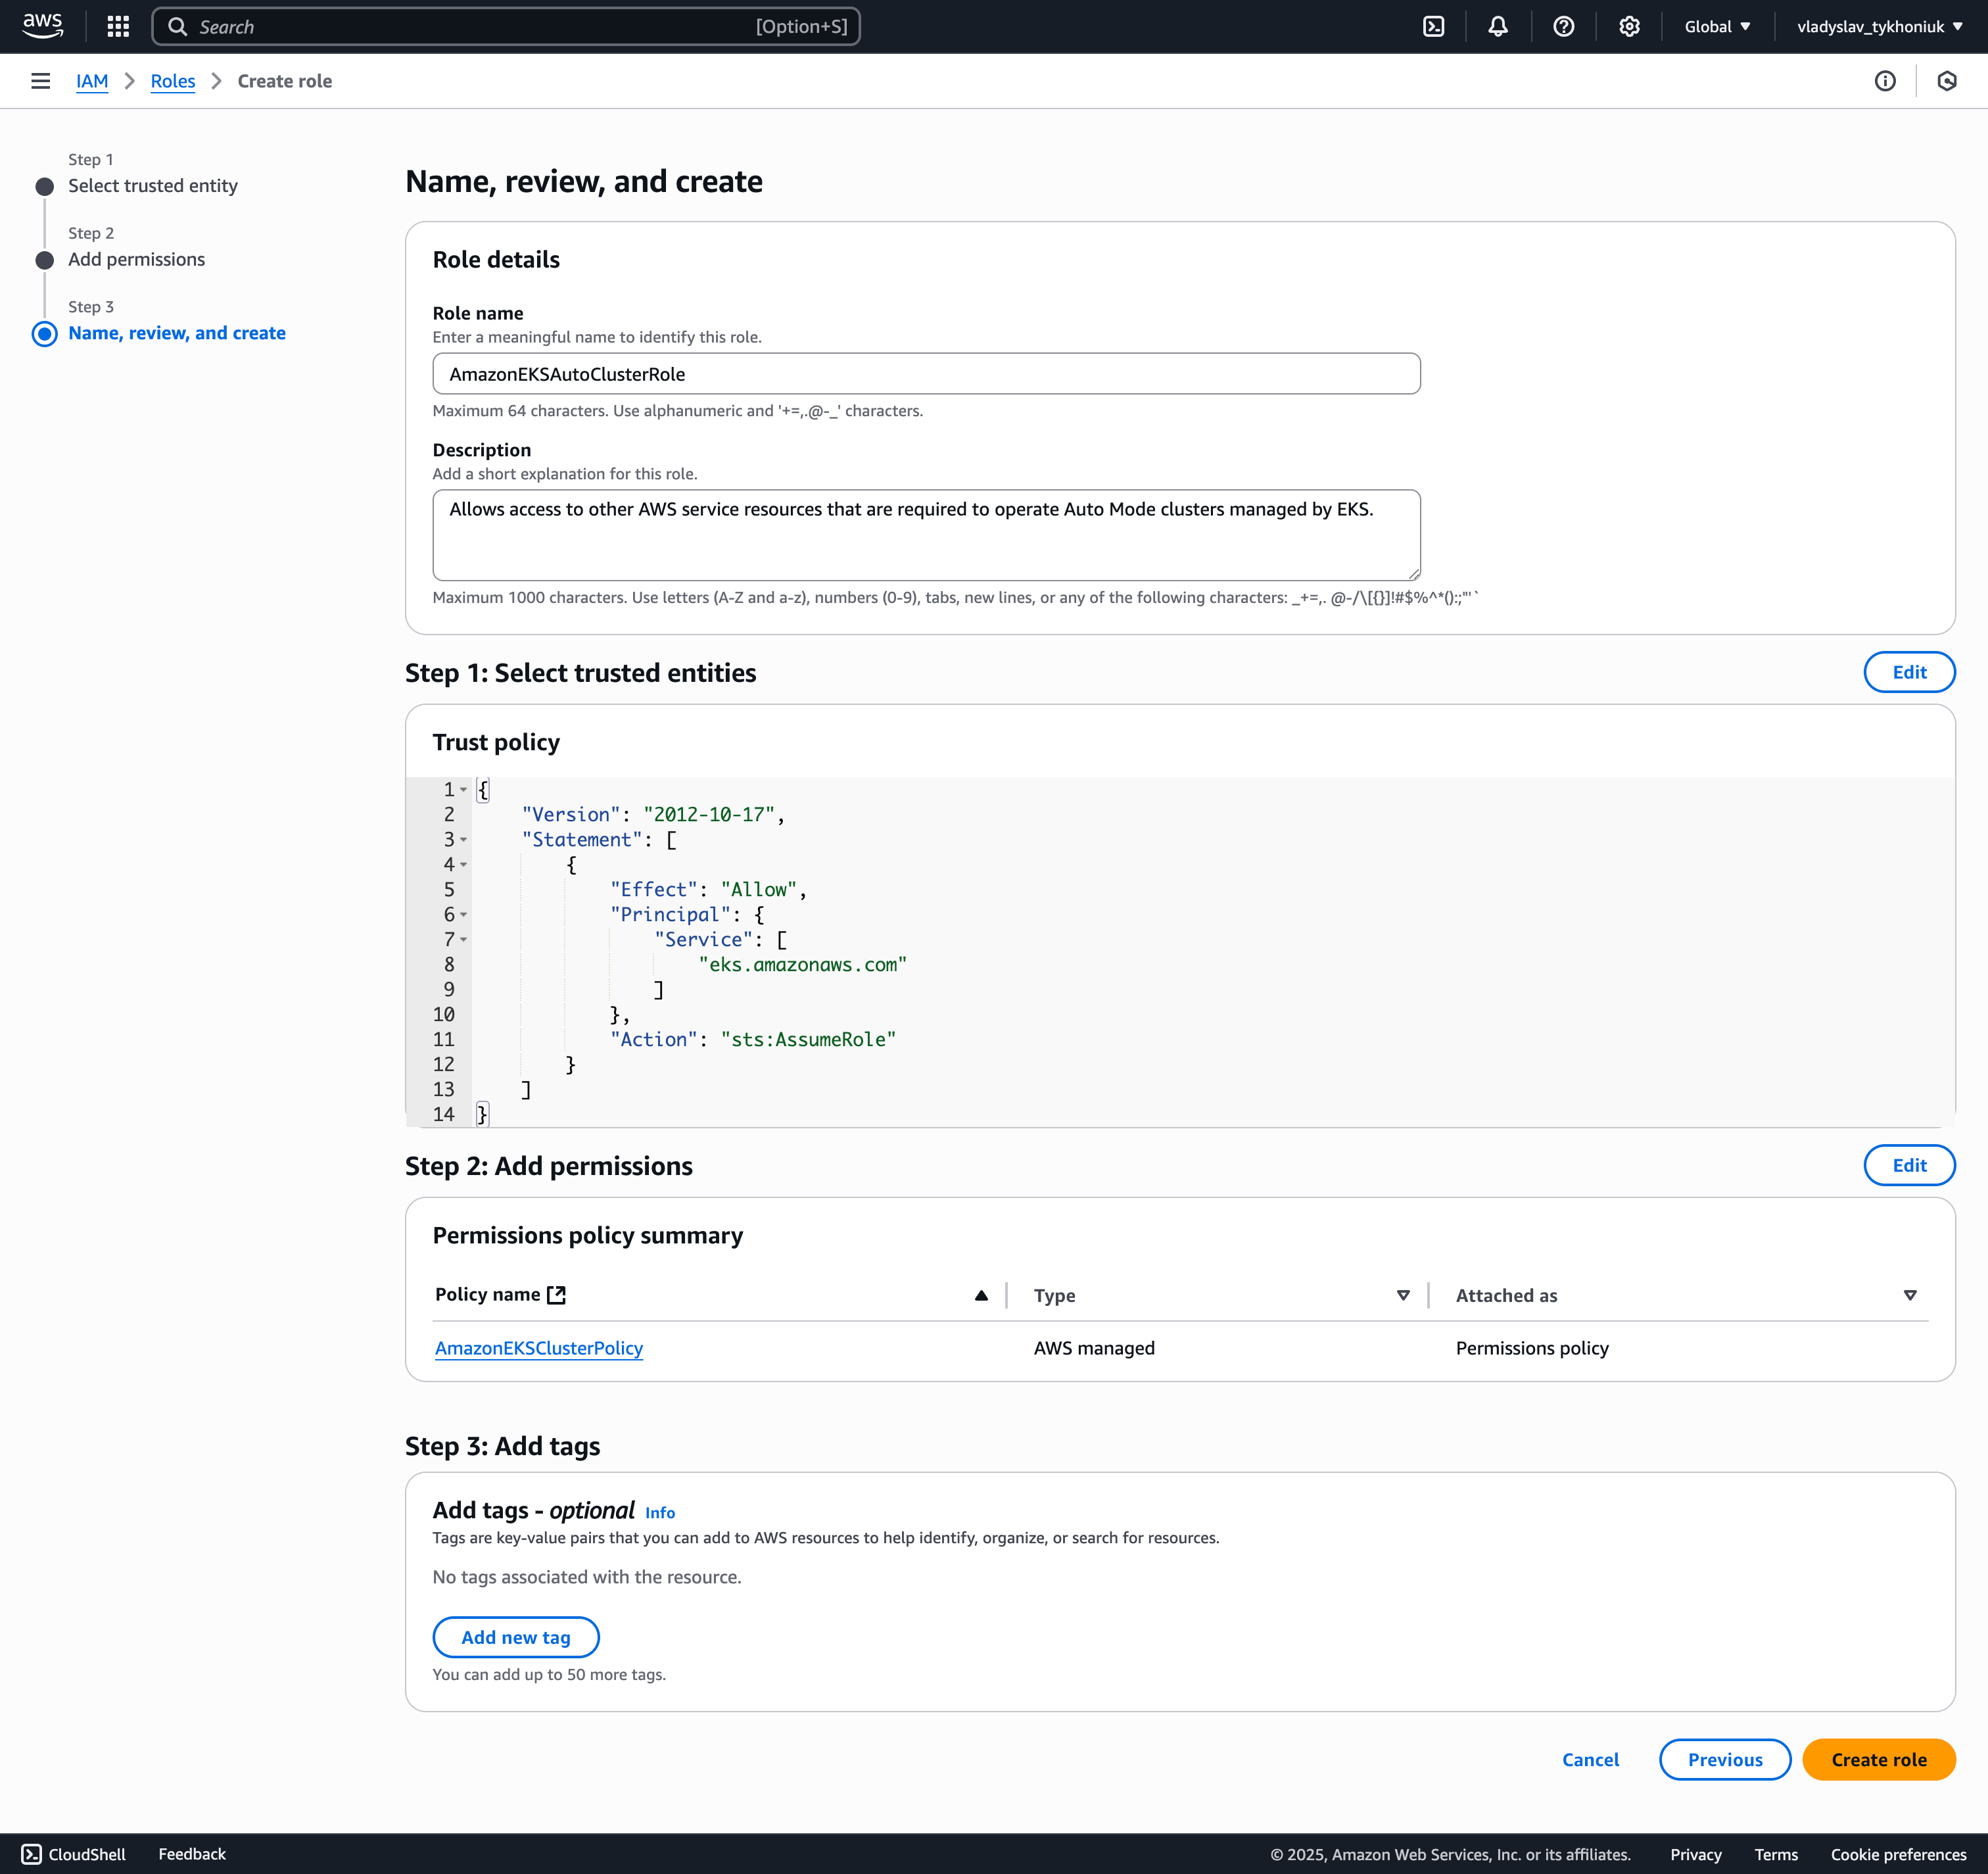 aws
Search
[Option+S]
Global
vladyslav_tykhoniuk
IAM
Roles
Create role
Step 1
Select trusted entity
Step 2
Add permissions
Step 3
Name, review, and create
Name, review, and create
Role details
Role name
Enter a meaningful name to identify this role.
AmazonEKSAutoClusterRole
Maximum 64 characters. Use alphanumeric and '+=,.@-_' characters.
Description
Add a short explanation for this role.
Allows access to other AWS service resources that are required to operate Auto Mode clusters managed by EKS.
Maximum 1000 characters. Use letters (A-Z and a-z), numbers (0-9), tabs, new lines, or any of the following characters: _+=,. @-/\[{}]!#$%^*():;"'`
Step 1: Select trusted entities
Edit
Trust policy
1 {
2     "Version": "2012-10-17",
3     "Statement": [
4         {
5             "Effect": "Allow",
6             "Principal": {
7                 "Service": [
8                     "eks.amazonaws.com"
9                 ]
10             },
11             "Action": "sts:AssumeRole"
12         }
13     ]
14 }
Step 2: Add permissions
Edit
Permissions policy summary
Policy name
Type
Attached as
AmazonEKSClusterPolicy
AWS managed
Permissions policy
Step 3: Add tags
Add tags - optional Info
Tags are key-value pairs that you can add to AWS resources to help identify, organize, or search for resources.
No tags associated with the resource.
Add new tag
You can add up to 50 more tags.
Cancel
Previous
Create role
CloudShell
Feedback
© 2025, Amazon Web Services, Inc. or its affiliates.
Privacy
Terms
Cookie preferences